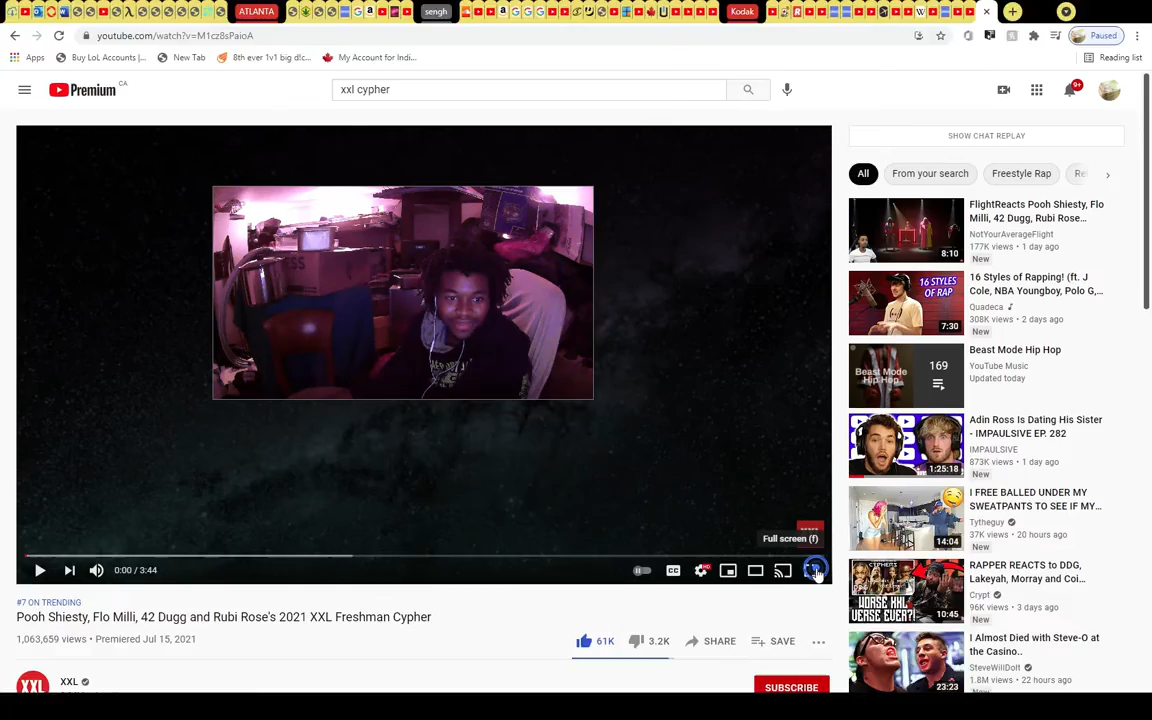 ATLANTA
sengh
Kodak
youtube.com/watch?v=M1cz8sPaioA
Paused
Apps
Buy LoL Accounts |...
New Tab
8th ever 1v1 big d!c...
My Account for Indi...
Reading list
Premium
CA
xxl cypher
9+
SHOW CHAT REPLAY
All
From your search
Freestyle Rap
FlightReacts Pooh Shiesty, Flo
Milli, 42 Dugg, Rubi Rose...
NotYourAverageFlight
177K views • 1 day ago
New
8:10
16 Styles of Rapping! (ft. J
Cole, NBA Youngboy, Polo G,...
Quadeca
308K views • 2 days ago
New
16 STYLES
OF RAP
7:30
Beast Mode Hip Hop
YouTube Music
Updated today
Beast Mode
Hip Hop
169
Adin Ross Is Dating His Sister
- IMPAULSIVE EP. 282
IMPAULSIVE
873K views • 1 day ago
New
1:25:18
I FREE BALLED UNDER MY
SWEATPANTS TO SEE IF MY...
Tytheguy
37K views • 20 hours ago
New
14:04
RAPPER REACTS to DDG,
Lakeyah, Morray and Coi...
Crypt
96K views • 3 days ago
New
CYPHERS
WORSE XXL
VERSE EVER?!
10:45
I Almost Died with Steve-O at
the Casino..
SteveWillDoIt
1.8M views • 22 hours ago
23:23
XXL
Full screen (f)
0:00 / 3:44
CC
HD
#7 ON TRENDING
Pooh Shiesty, Flo Milli, 42 Dugg and Rubi Rose's 2021 XXL Freshman Cypher
1,063,659 views • Premiered Jul 15, 2021
61K
3.2K
SHARE
SAVE
XXL
XXL
SUBSCRIBE